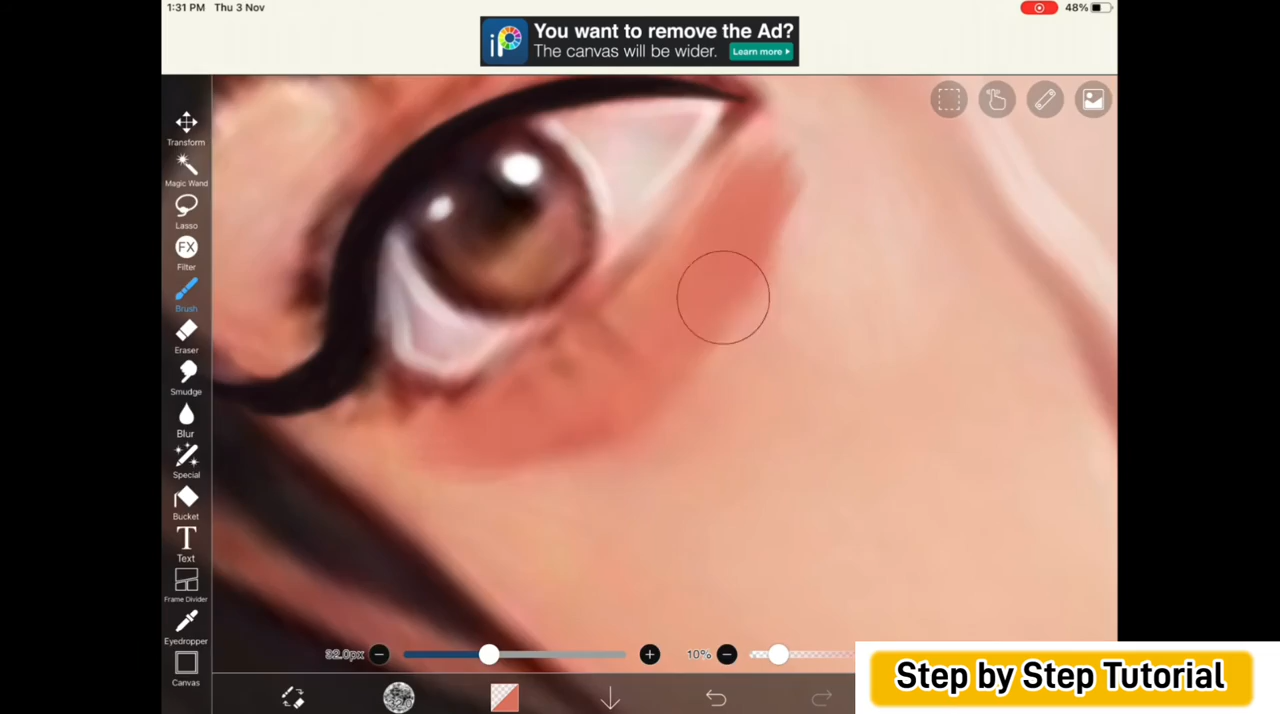 1:31 PM Thu 3 Nov
48%
You want to remove the Ad?
The canvas will be wider.
Learn more
iP
Transform
Magic Wand
Lasso
FX
Filter
Brush
Eraser
Smudge
Blur
Special
Bucket
T
Text
Frame Divider
Eyedropper
Canvas
32.0px
10%
Step by Step Tutorial